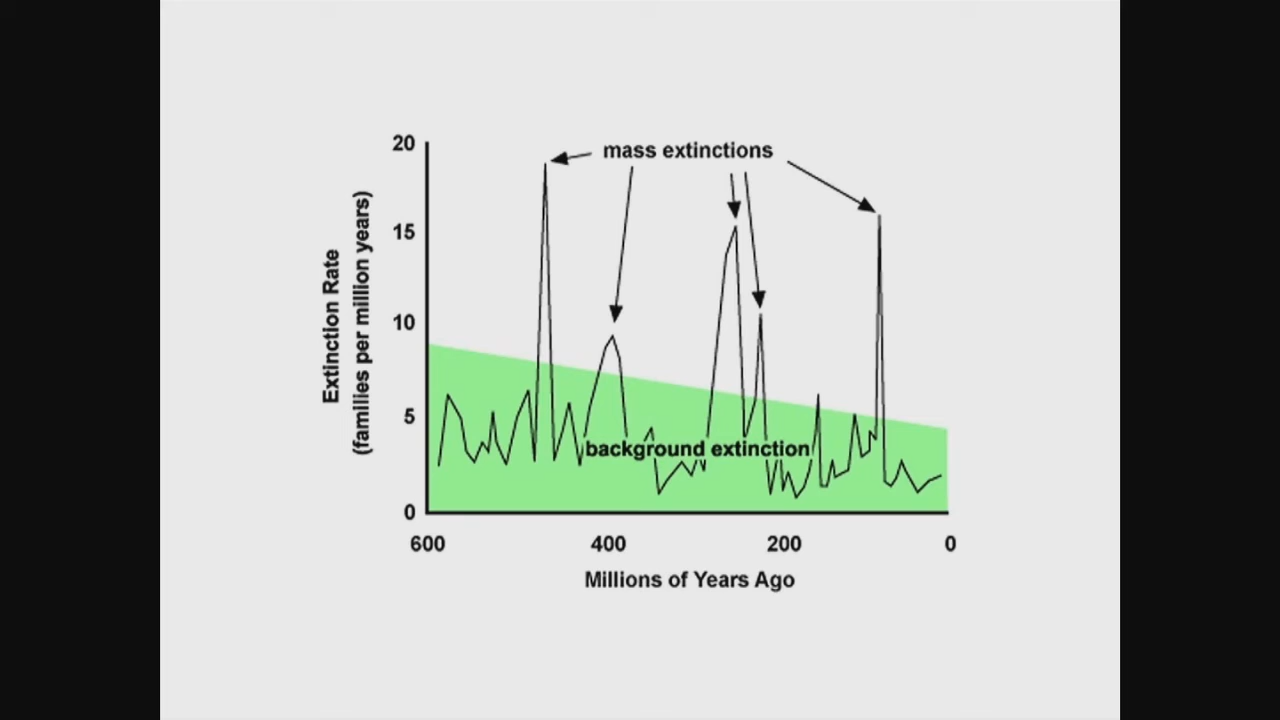 20
mass extinctions
15
10
5
0
Extinction Rate
(families per million years)
background extinction
600
400
200
0
Millions of Years Ago